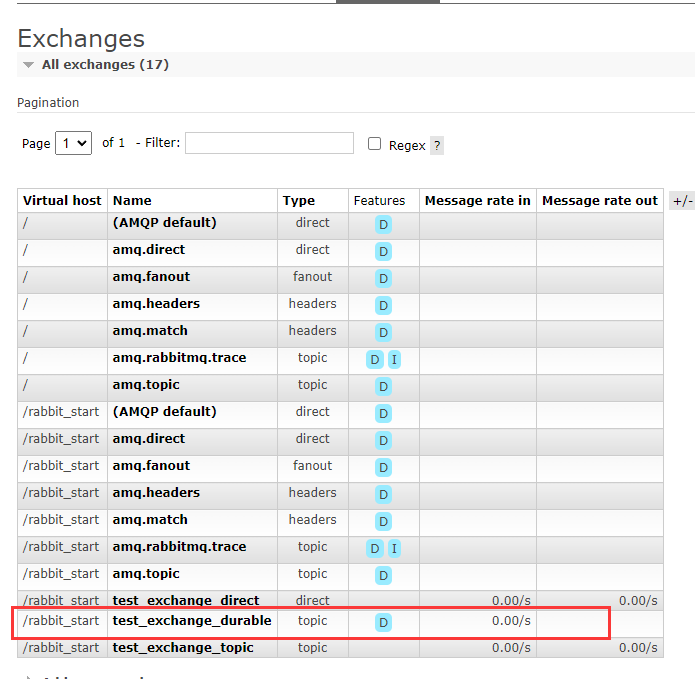 Exchanges
All exchanges (17)
Pagination
Page 1 of 1 - Filter: Regex ?
Virtual host Name Type Features Message rate in Message rate out +/-
/ (AMQP default) direct D
/ amq.direct direct D
/ amq.fanout fanout D
/ amq.headers headers D
/ amq.match headers D
/ amq.rabbitmq.trace topic D I
/ amq.topic topic D
/rabbit_start (AMQP default) direct D
/rabbit_start amq.direct direct D
/rabbit_start amq.fanout fanout D
/rabbit_start amq.headers headers D
/rabbit_start amq.match headers D
/rabbit_start amq.rabbitmq.trace topic D I
/rabbit_start amq.topic topic D
/rabbit_start test_exchange_direct direct 0.00/s 0.00/s
/rabbit_start test_exchange_durable topic D 0.00/s
/rabbit_start test_exchange_topic topic 0.00/s 0.00/s